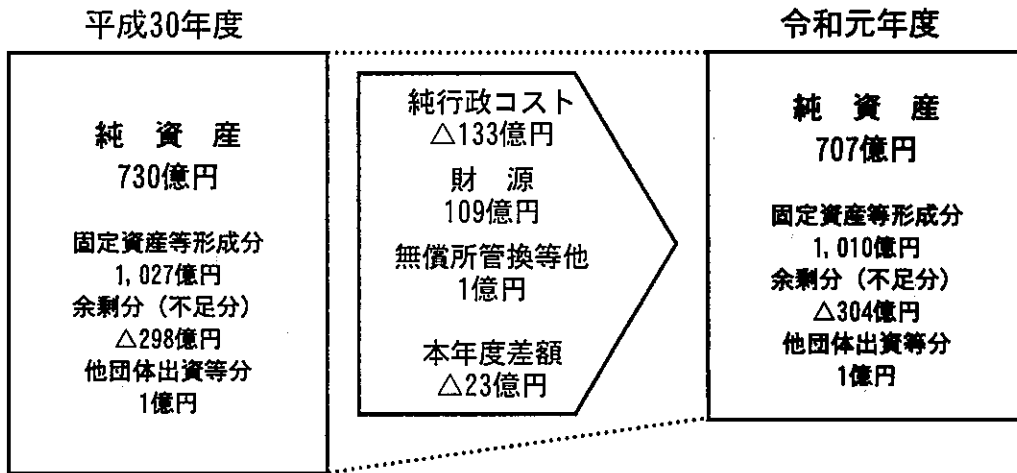 平成30年度
純資産
730億円
固定資産等形成分
1,027億円
余剰分（不足分）
△298億円
他団体出資等分
1億円
純行政コスト
△133億円
財源
109億円
無償所管換等他
1億円
本年度差額
△23億円
令和元年度
純資産
707億円
固定資産等形成分
1,010億円
余剰分（不足分）
△304億円
他団体出資等分
1億円